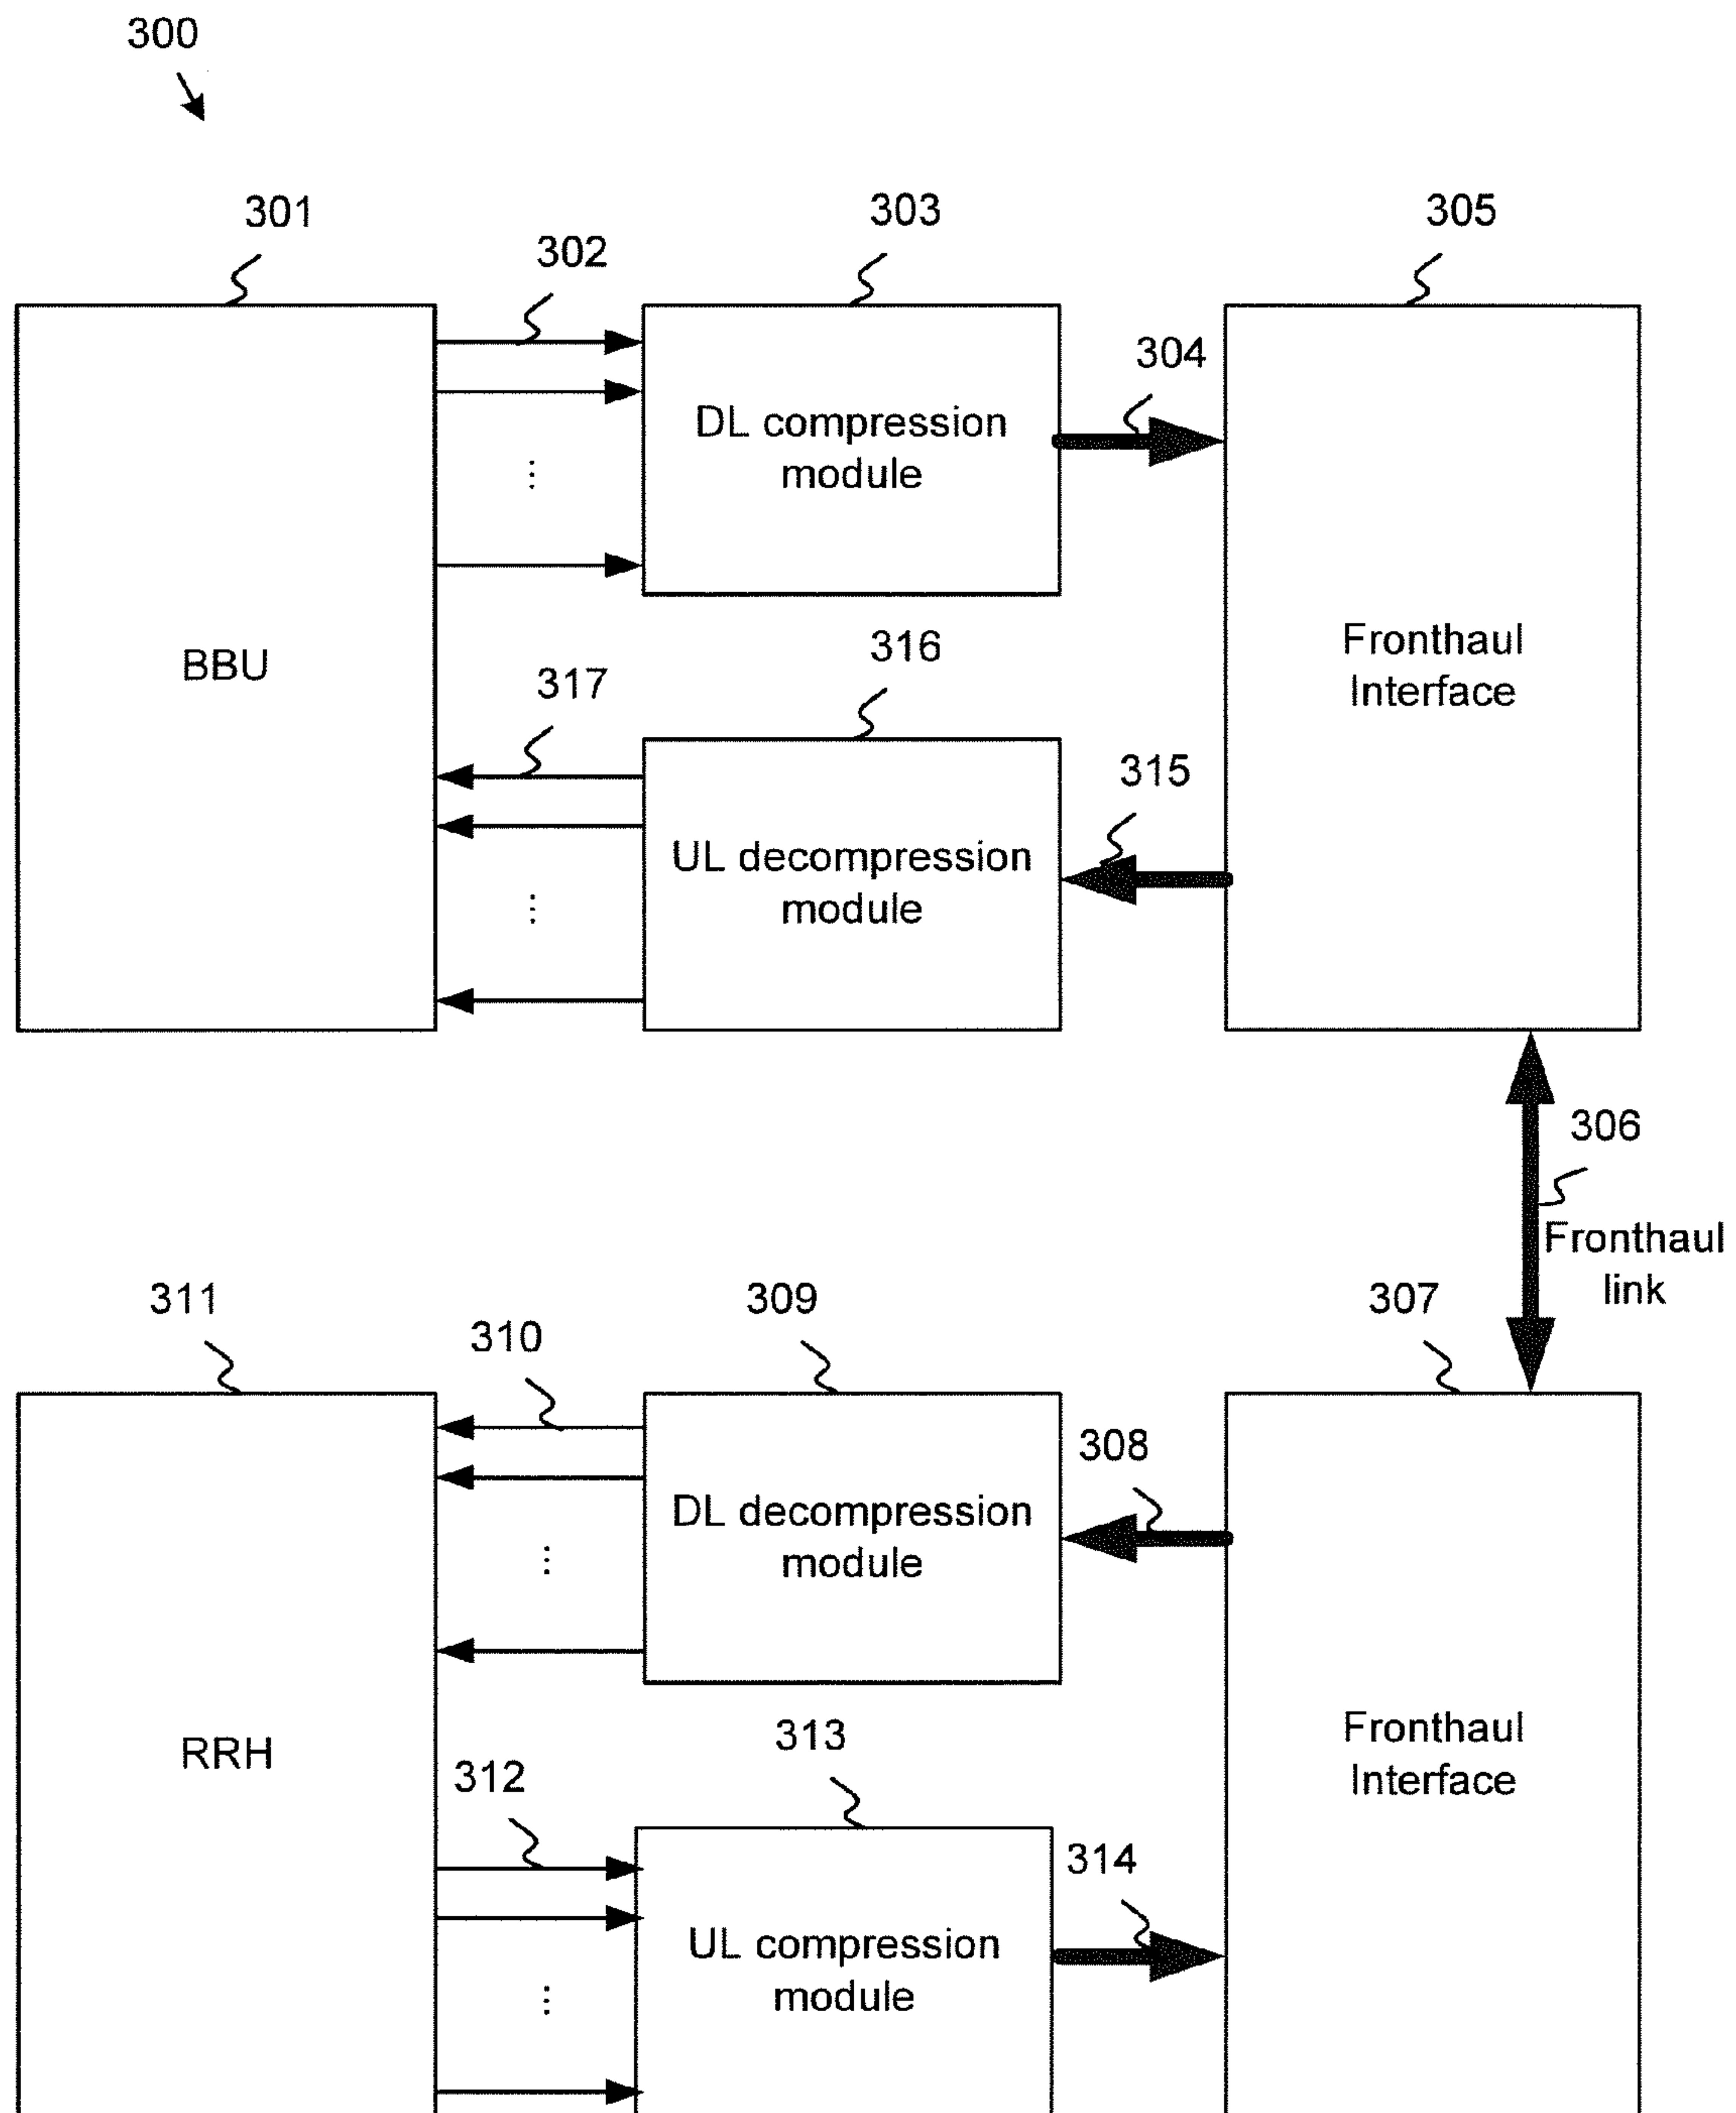 300
301
302
303
305
304
DL compression
module
BBU
316
Fronthaul
Interface
317
315
UL decompression
module
306
Fronthaul
link
311
310
309
307
308
DL decompression
module
RRH
313
Fronthaul
Interface
312
314
UL compression
module